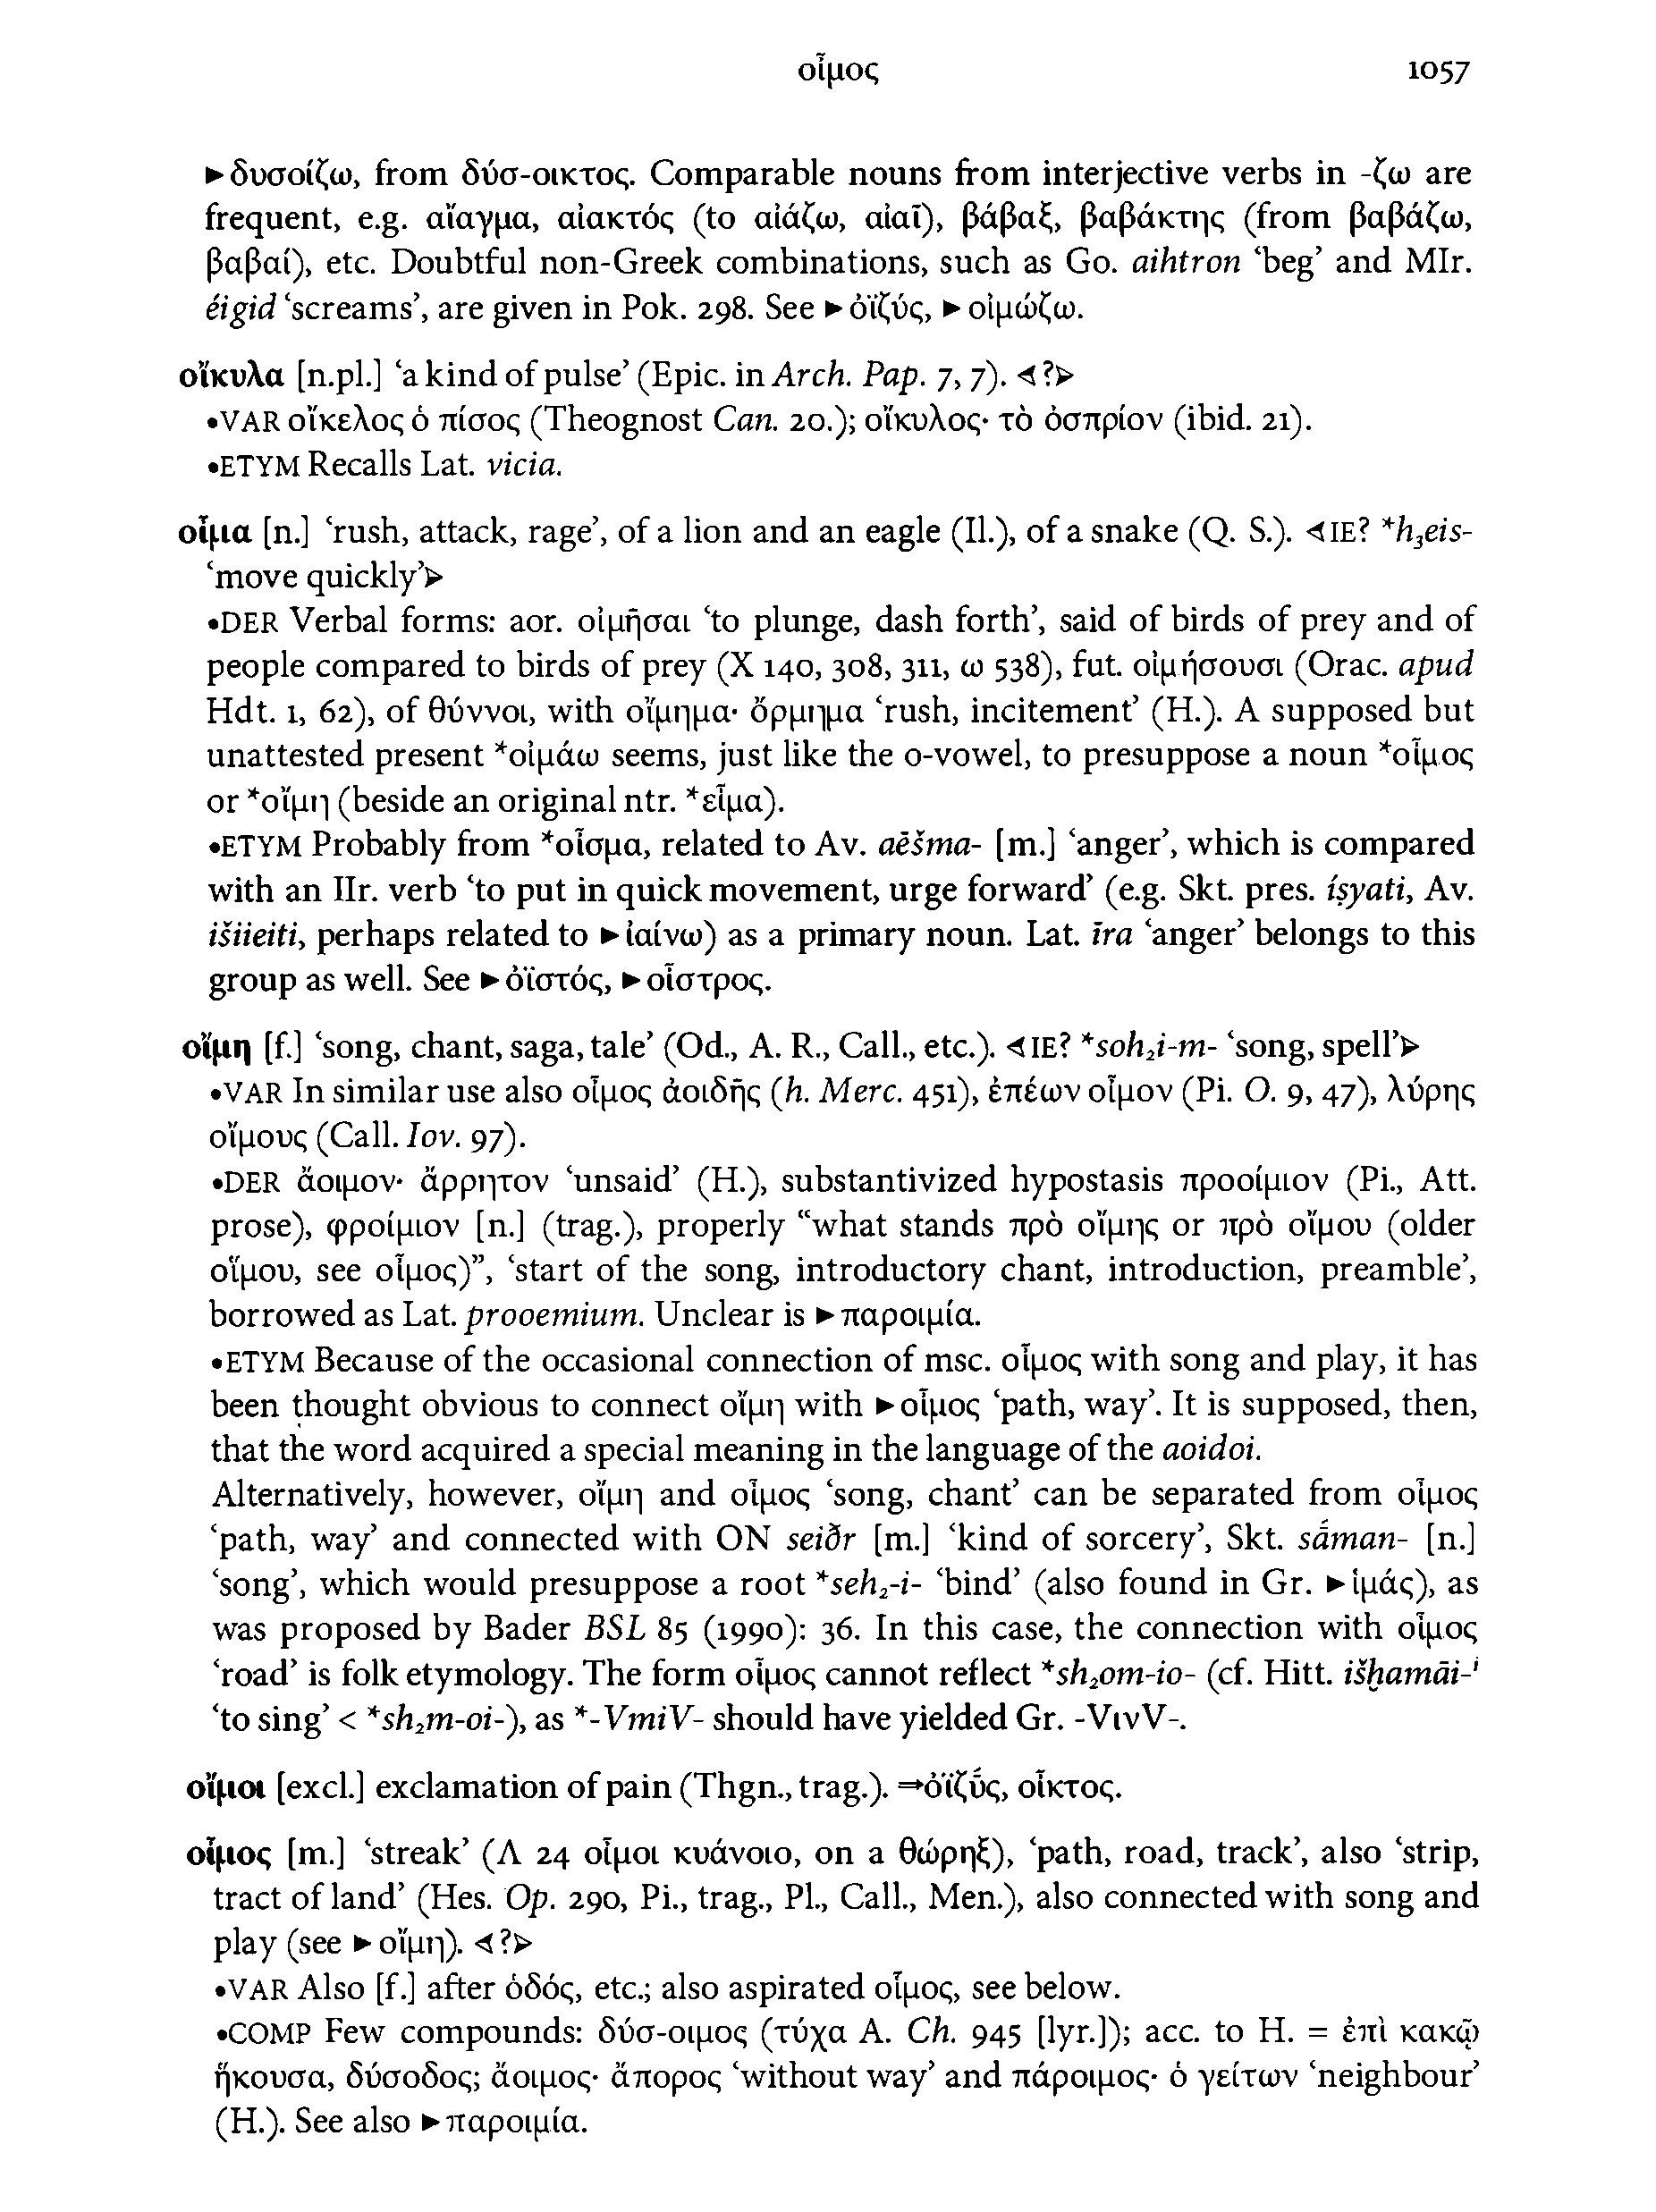 οἶμος 1057
►δυσοίζω, from δύσ-οικτος. Comparable nouns from interjective verbs in -ζω are
frequent, e.g. αἴαγμα, αἰακτός (to αἰάζω, αἰαῖ), βάβαξ, βαβάκτης (from βαβάζω,
βαβαί), etc. Doubtful non-Greek combinations, such as Go. aihtron ‘beg’ and MIr.
éigid ‘screams’, are given in Pok. 298. See ►ὀϊζύς, ►οἰμώζω.
οἴκυλα [n.pl.] ‘a kind of pulse’ (Epic. in Arch. Pap. 7, 7). ◁?▷
•VAR οἴκελος ὁ πίσος (Theognost Can. 20.); οἴκυλος· τὸ ὀσπρίον (ibid. 21).
•ETYM Recalls Lat. vicia.
οἶμα [n.] ‘rush, attack, rage’, of a lion and an eagle (Il.), of a snake (Q. S.). ◁IE? *h₃eis-
‘move quickly’▷
•DER Verbal forms: aor. οἰμῆσαι ‘to plunge, dash forth’, said of birds of prey and of
people compared to birds of prey (X 140, 308, 311, ω 538), fut. οἰμήσουσι (Orac. apud
Hdt. 1, 62), of θύννοι, with οἴμημα· ὄρμημα ‘rush, incitement’ (H.). A supposed but
unattested present *οἰμάω seems, just like the o-vowel, to presuppose a noun *οἶμος
or *οἴμη (beside an original ntr. *εἶμα).
•ETYM Probably from *οἶσμα, related to Av. aēšma- [m.] ‘anger’, which is compared
with an IIr. verb ‘to put in quick movement, urge forward’ (e.g. Skt. pres. íṣyati, Av.
išiieiti, perhaps related to ►ἰαίνω) as a primary noun. Lat. īra ‘anger’ belongs to this
group as well. See ►ὀϊστός, ►οἶστρος.
οἴμη [f.] ‘song, chant, saga, tale’ (Od., A. R., Call., etc.). ◁IE? *soh₂i-m- ‘song, spell’▷
•VAR In similar use also οἶμος ἀοιδῆς (h. Merc. 451), ἐπέων οἶμον (Pi. O. 9, 47), λύρης
οἴμους (Call. Iov. 97).
•DER ἄοιμον· ἄρρητον ‘unsaid’ (H.), substantivized hypostasis προοίμιον (Pi., Att.
prose), φροίμιον [n.] (trag.), properly “what stands πρὸ οἴμης or πρὸ οἴμου (older
οἵμου, see οἶμος)”, ‘start of the song, introductory chant, introduction, preamble’,
borrowed as Lat. prooemium. Unclear is ►παροιμία.
•ETYM Because of the occasional connection of msc. οἶμος with song and play, it has
been thought obvious to connect οἴμη with ►οἶμος ‘path, way’. It is supposed, then,
that the word acquired a special meaning in the language of the aoidoi.
Alternatively, however, οἴμη and οἶμος ‘song, chant’ can be separated from οἶμος
‘path, way’ and connected with ON seiðr [m.] ‘kind of sorcery’, Skt. sā́man- [n.]
‘song’, which would presuppose a root *seh₂-i- ‘bind’ (also found in Gr. ►ἱμάς), as
was proposed by Bader BSL 85 (1990): 36. In this case, the connection with οἶμος
‘road’ is folk etymology. The form οἶμος cannot reflect *sh₂om-io- (cf. Hitt. išḫamāi-ⁱ
‘to sing’ < *sh₂m-oi-), as *-VmiV- should have yielded Gr. -VινV-.
οἴμοι [excl.] exclamation of pain (Thgn., trag.). ⇒ὀϊζύ̄ς, οἶκτος.
οἶμος [m.] ‘streak’ (Λ 24 οἶμοι κυάνοιο, on a θώρηξ), ‘path, road, track’, also ‘strip,
tract of land’ (Hes. Op. 290, Pi., trag., Pl., Call., Men.), also connected with song and
play (see ►οἴμη). ◁?▷
•VAR Also [f.] after ὁδός, etc.; also aspirated οἷμος, see below.
•COMP Few compounds: δύσ-οιμος (τύχα A. Ch. 945 [lyr.]); acc. to H. = ἐπὶ κακῷ
ἥκουσα, δύσοδος; ἄοιμος· ἄπορος ‘without way’ and πάροιμος· ὁ γείτων ‘neighbour’
(H.). See also ►παροιμία.